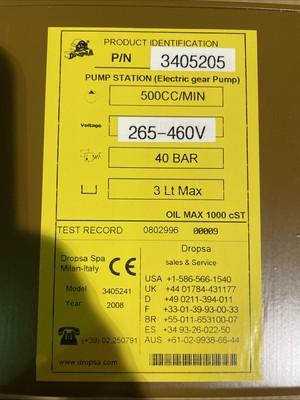 DROPSA
PRODUCT IDENTIFICATION
P/N 3405205
PUMP STATION (Electric gear Pump)
500CC/MIN
Voltage 265-460V
40 BAR
3 Lt Max
OIL MAX 1000 cST
TEST RECORD 0802996 00009
Dropsa Spa
Milan-Italy
CE
Model 3405241
Year: 2008
(+39) 02.250791
www.dropsa.com
Dropsa
sales & Service
USA +1-586-566-1540
UK +44 01784-431177
D +49 0211-394-011
F +33-01-39-93-00-33
BR +55-011-653100-07
ES +34 93-26-022-50
AUS +61-02-9938-66-44